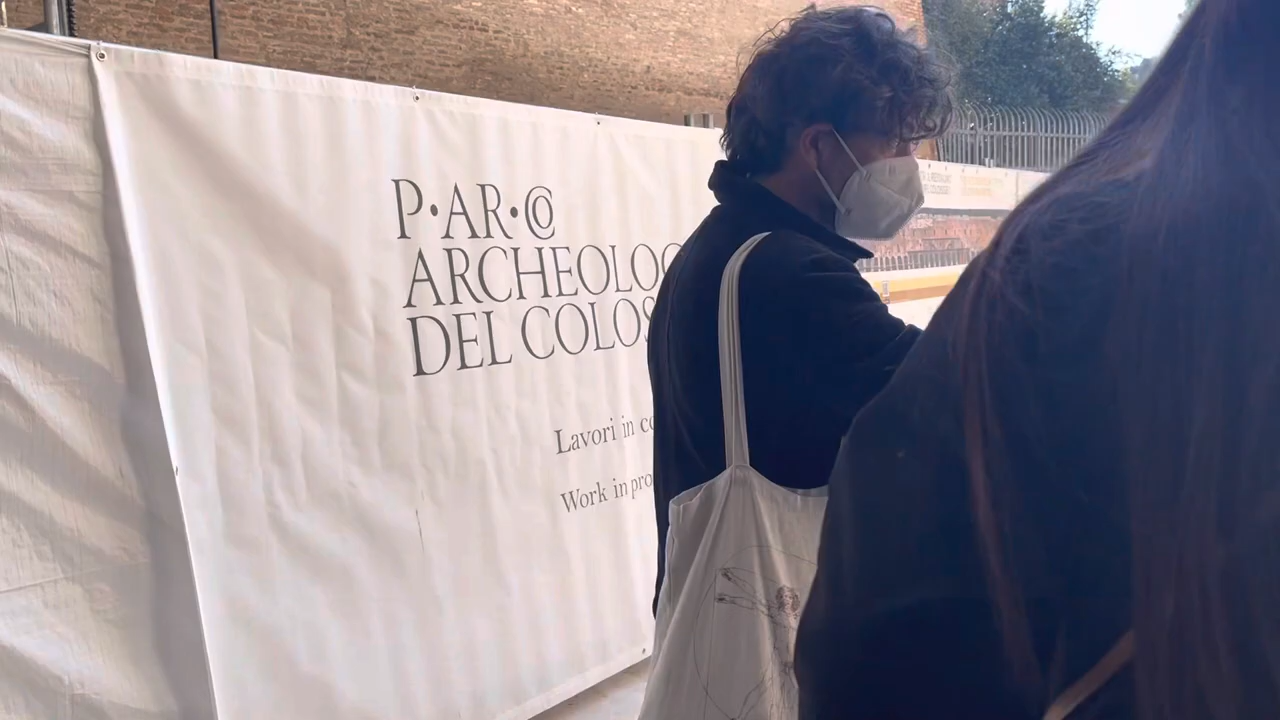 P·AR·CO
ARCHEOLOG
DEL COLOS
Lavori in co
Work in pro